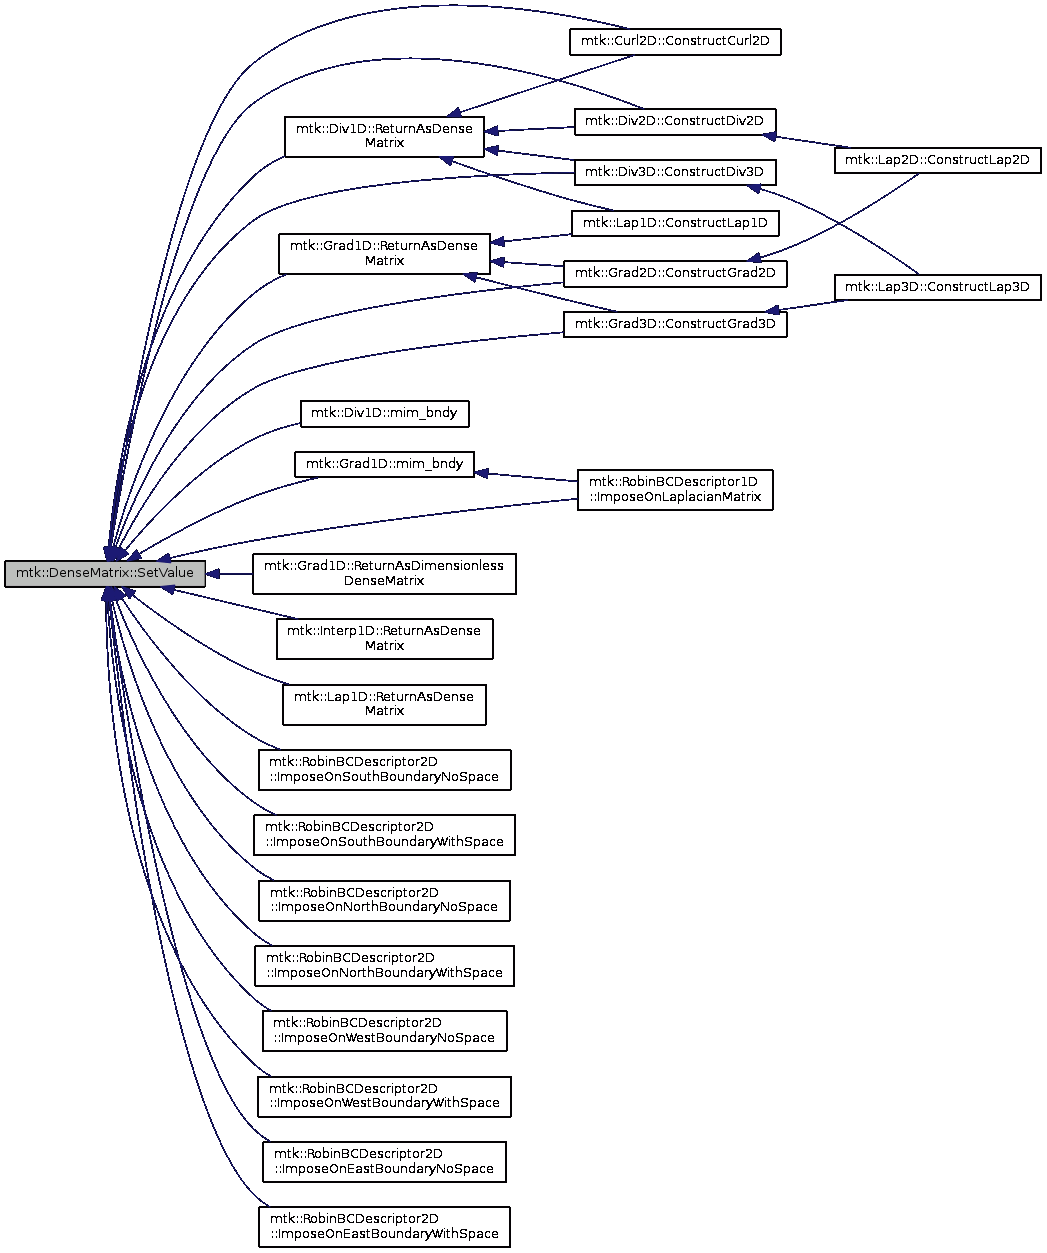 mtk::Curl2D::ConstructCurl2D
mtk::Div1D::ReturnAsDense
Matrix
mtk::Div2D::ConstructDiv2D
mtk::Lap2D::ConstructLap2D
mtk::Div3D::ConstructDiv3D
mtk::Lap1D::ConstructLap1D
mtk::Grad1D::ReturnAsDense
Matrix
mtk::Grad2D::ConstructGrad2D
mtk::Lap3D::ConstructLap3D
mtk::Grad3D::ConstructGrad3D
mtk::Div1D::mim_bndy
mtk::Grad1D::mim_bndy
mtk::RobinBCDescriptor1D
::ImposeOnLaplacianMatrix
mtk::DenseMatrix::SetValue
mtk::Grad1D::ReturnAsDimensionless
DenseMatrix
mtk::Interp1D::ReturnAsDense
Matrix
mtk::Lap1D::ReturnAsDense
Matrix
mtk::RobinBCDescriptor2D
::ImposeOnSouthBoundaryNoSpace
mtk::RobinBCDescriptor2D
::ImposeOnSouthBoundaryWithSpace
mtk::RobinBCDescriptor2D
::ImposeOnNorthBoundaryNoSpace
mtk::RobinBCDescriptor2D
::ImposeOnNorthBoundaryWithSpace
mtk::RobinBCDescriptor2D
::ImposeOnWestBoundaryNoSpace
mtk::RobinBCDescriptor2D
::ImposeOnWestBoundaryWithSpace
mtk::RobinBCDescriptor2D
::ImposeOnEastBoundaryNoSpace
mtk::RobinBCDescriptor2D
::ImposeOnEastBoundaryWithSpace